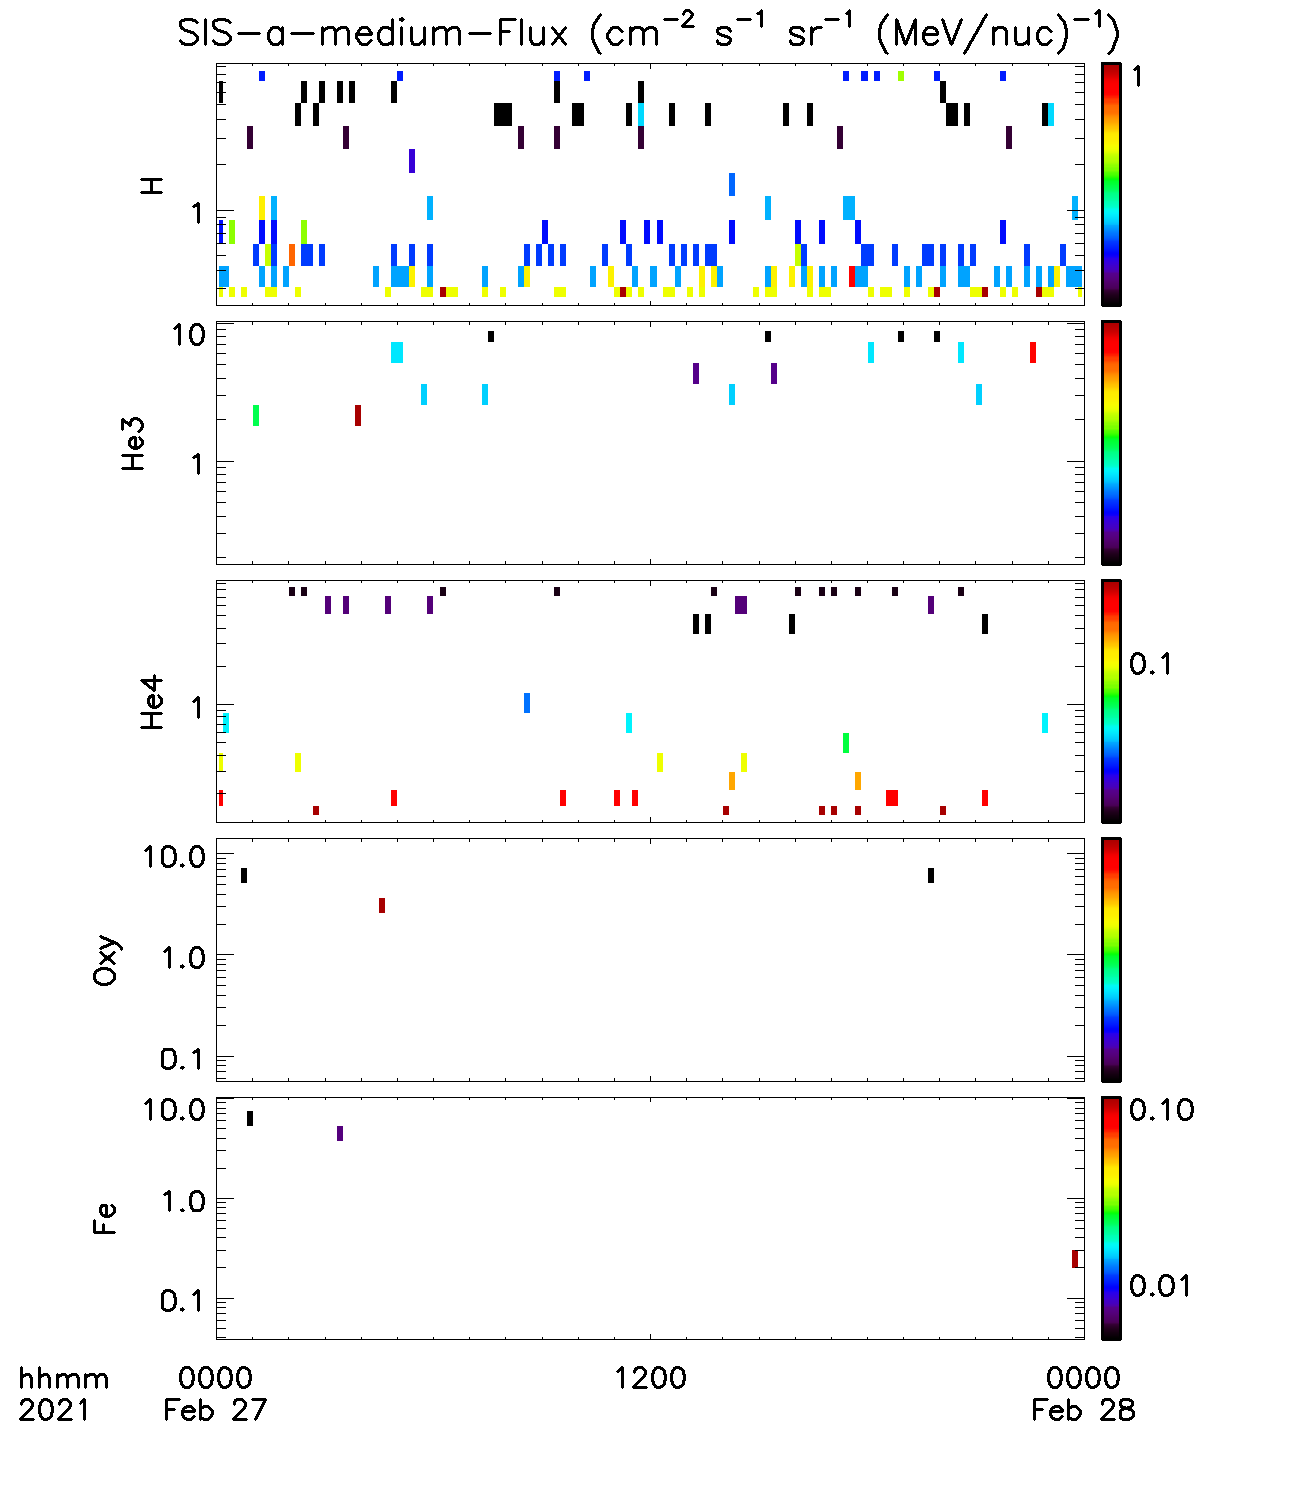 SIS-a-medium-Flux (cm⁻² s⁻¹ sr⁻¹ (MeV/nuc)⁻¹)
H
1
1
He3
10
1
He4
1
0.1
Oxy
10.0
1.0
0.1
Fe
10.0
1.0
0.1
0.10
0.01
hhmm 0000 1200 0000
2021 Feb 27 Feb 28